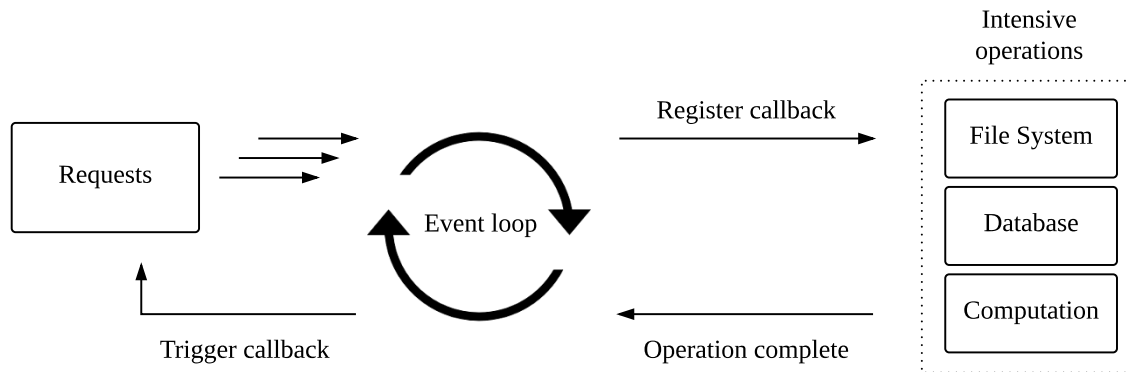 Intensive
operations
Register callback
File System
Requests
Event loop
Database
Computation
Trigger callback
Operation complete